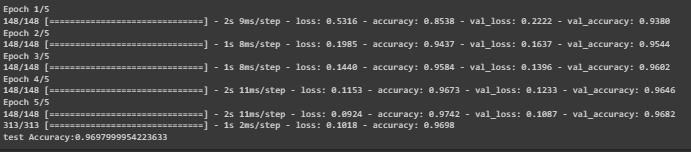 Epoch 1/5
148/148 [==============================] - 2s 9ms/step - loss: 0.5316 - accuracy: 0.8538 - val_loss: 0.2222 - val_accuracy: 0.9380
Epoch 2/5
148/148 [==============================] - 1s 8ms/step - loss: 0.1985 - accuracy: 0.9437 - val_loss: 0.1637 - val_accuracy: 0.9544
Epoch 3/5
148/148 [==============================] - 1s 8ms/step - loss: 0.1440 - accuracy: 0.9584 - val_loss: 0.1396 - val_accuracy: 0.9602
Epoch 4/5
148/148 [==============================] - 2s 11ms/step - loss: 0.1153 - accuracy: 0.9673 - val_loss: 0.1233 - val_accuracy: 0.9646
Epoch 5/5
148/148 [==============================] - 2s 11ms/step - loss: 0.0924 - accuracy: 0.9742 - val_loss: 0.1087 - val_accuracy: 0.9682
313/313 [==============================] - 1s 2ms/step - loss: 0.1018 - accuracy: 0.9698
test Accuracy:0.9697999954223633